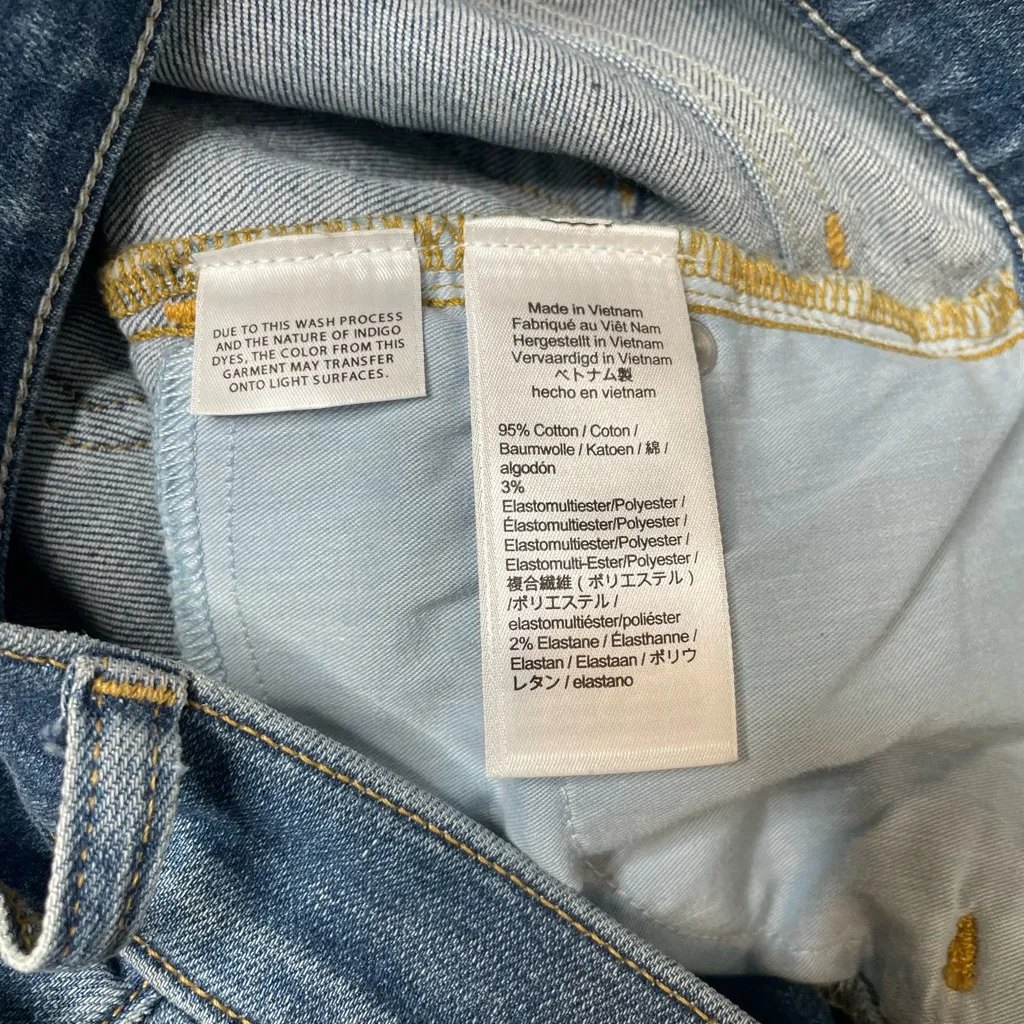 DUE TO THIS WASH PROCESS
AND THE NATURE OF INDIGO
DYES, THE COLOR FROM THIS
GARMENT MAY TRANSFER
ONTO LIGHT SURFACES.
Made in Vietnam
Fabriqué au Viêt Nam
Hergestellt in Vietnam
Vervaardigd in Vietnam
ベトナム製
hecho en vietnam
95% Cotton / Coton /
Baumwolle / Katoen / 綿 /
algodón
3%
Elastomultiester/Polyester /
Élastomultiester/Polyester /
Elastomultiester/Polyester /
Elastomulti-Ester/Polyester /
複合繊維 ( ポリエステル )
/ポリエステル /
elastomultiéster/poliéster
2% Elastane / Élasthanne /
Elastan / Elastaan / ポリウ
レタン / elastano